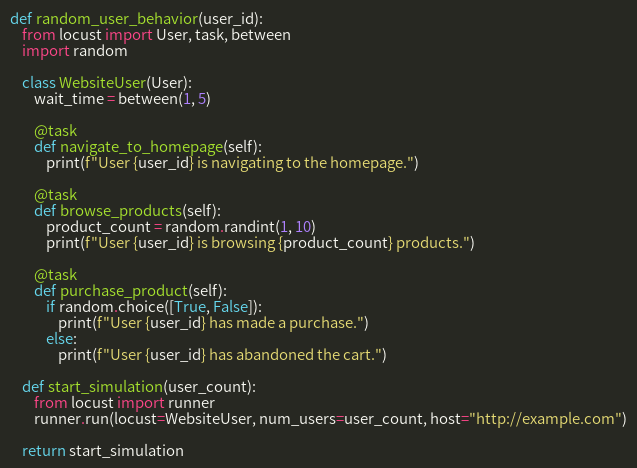 def random_user_behavior(user_id):
    from locust import User, task, between
    import random

    class WebsiteUser(User):
        wait_time = between(1, 5)

        @task
        def navigate_to_homepage(self):
            print(f"User {user_id} is navigating to the homepage.")

        @task
        def browse_products(self):
            product_count = random.randint(1, 10)
            print(f"User {user_id} is browsing {product_count} products.")

        @task
        def purchase_product(self):
            if random.choice([True, False]):
                print(f"User {user_id} has made a purchase.")
            else:
                print(f"User {user_id} has abandoned the cart.")

    def start_simulation(user_count):
        from locust import runner
        runner.run(locust=WebsiteUser, num_users=user_count, host="http://example.com")

    return start_simulation